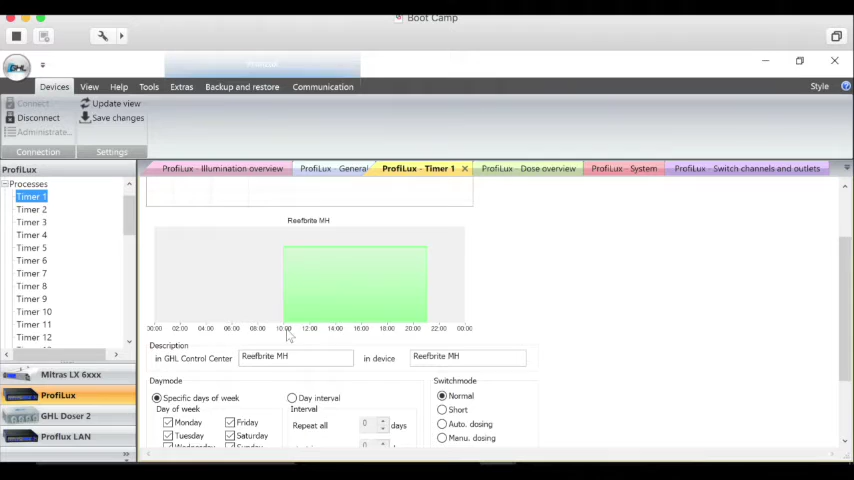 Boot Camp
GHL
ProfiLux
Devices View Help Tools Extras Backup and restore Communication Style
Connect Update view
Disconnect Save changes
Administrate...
Connection Settings
ProfiLux
ProfiLux - Illumination overview ProfiLux - General ProfiLux - Timer 1 ProfiLux - Dose overview ProfiLux - System ProfiLux - Switch channels and outlets
Processes
Timer 1
Timer 2
Timer 3
Timer 4
Timer 5
Timer 6
Timer 7
Timer 8
Timer 9
Timer 10
Timer 11
Timer 12
Mitras LX 6xxx
ProfiLux
GHL Doser 2
Proflux LAN
Reefbrite MH
00:00 02:00 04:00 06:00 08:00 10:00 12:00 14:00 16:00 18:00 20:00 22:00 00:00
Description
in GHL Control Center Reefbrite MH in device Reefbrite MH
Daymode Switchmode
Specific days of week Day interval Normal
Day of week Interval Short
Monday Friday Repeat all 0 days Auto. dosing
Tuesday Saturday Manu. dosing
Wednesday Sunday